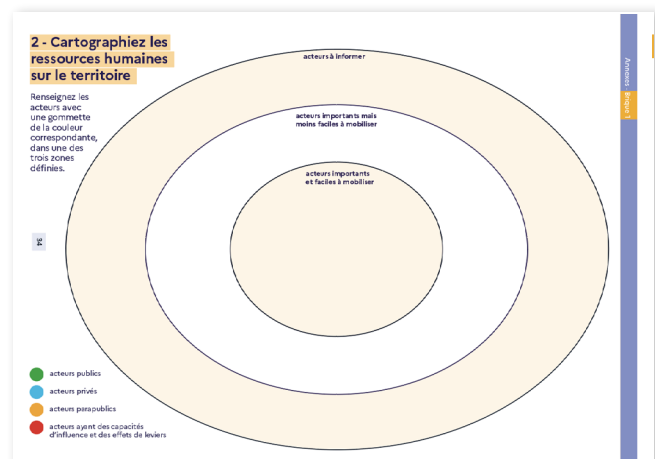 2 - Cartographiez les
ressources humaines
sur le territoire
Renseignez les
acteurs avec
une gommette
de la couleur
correspondante,
dans une des
trois zones
définies.
acteurs à informer
acteurs importants mais
moins faciles à mobiliser
acteurs importants
et faciles à mobiliser
94
acteurs publics
acteurs privés
acteurs parapublics
acteurs ayant des capacités
d'influence et des effets de leviers
Annexes - Brique 1